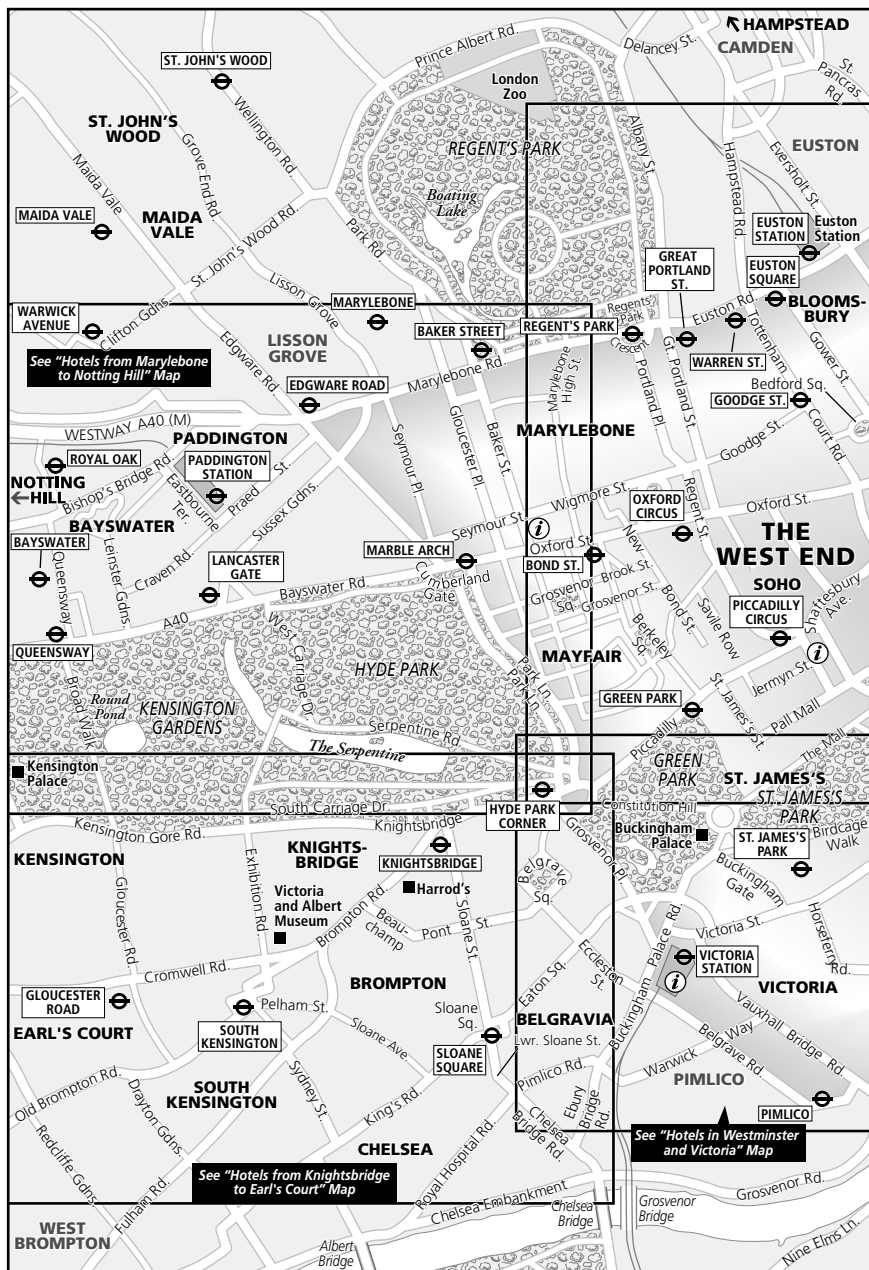 HAMPSTEAD
CAMDEN
Delancey St.
St. Pancras Rd.
Prince Albert Rd.
ST. JOHN'S WOOD
London
Zoo
Wellington Rd.
ST. JOHN'S
WOOD
Grove End Rd.
REGENT'S PARK
Albany St.
EUSTON
Eversholt St.
Hampstead Rd.
Maida Vale
Boating
Lake
MAIDA VALE
MAIDA
VALE
St. John's Wood Rd.
Park Rd.
EUSTON
STATION
Euston
Station
GREAT
PORTLAND
ST.
EUSTON
SQUARE
Lisson Grove
MARYLEBONE
WARWICK
AVENUE
Clifton Gdns.
BAKER STREET
REGENT'S PARK
Regents'
Park
Crescent
Euston Rd.
BLOOMS-
BURY
LISSON
GROVE
See "Hotels from Marylebone
to Notting Hill" Map
Edgware Rd.
Marylebone Rd.
Marylebone
High St.
Portland Pl.
Gt. Portland St.
WARREN ST.
Tottenham
Court Rd.
Gower St.
Bedford Sq.
EDGWARE ROAD
GOODGE ST.
WESTWAY A40 (M)
PADDINGTON
Seymour Pl.
Gloucester Pl.
Baker St.
MARYLEBONE
Goodge St.
ROYAL OAK
PADDINGTON
STATION
NOTTING
HILL
Bishop's Bridge Rd.
Eastbourne
Ter.
Praed St.
Sussex Gdns.
Wigmore St.
Regent St.
Oxford St.
OXFORD
CIRCUS
BAYSWATER
Seymour St.
i
Oxford St.
New
Bond St.
THE
WEST END
BAYSWATER
Queensway
Leinster Gdns.
Craven Rd.
LANCASTER
GATE
MARBLE ARCH
Cumberland
Gate
BOND ST.
Brook St.
Grosvenor
Sq.
Grosvenor St.
SOHO
Shaftesbury
Ave.
Bayswater Rd.
A40
PICCADILLY
CIRCUS
i
Savile Row
QUEENSWAY
West Carriage Dr.
HYDE PARK
MAYFAIR
Berkeley
Sq.
Jermyn St.
Broad Walk
Round
Pond
KENSINGTON
GARDENS
Park Ln.
Park Ln.
GREEN PARK
St. James's St.
Pall Mall
Serpentine Rd.
The Serpentine
Piccadilly
The Mall
Kensington
Palace
GREEN
PARK
ST. JAMES'S
ST. JAMES'S
PARK
South Carriage Dr.
HYDE PARK
CORNER
Constitution Hill
Kensington Gore Rd.
Knightsbridge
Buckingham
Palace
Birdcage
Walk
KENSINGTON
KNIGHTS-
BRIDGE
KNIGHTSBRIDGE
Grosvenor Pl.
ST. JAMES'S
PARK
Belgrave
Sq.
Buckingham
Gate
Gloucester Rd.
Exhibition Rd.
Victoria
and Albert
Museum
Brompton Rd.
Harrod's
Sloane St.
Beau-
champ
Pont St.
Victoria St.
Horseferry
Rd.
Cromwell Rd.
Eccleston
St.
Buckingham Palace Rd.
VICTORIA
STATION
i
VICTORIA
GLOUCESTER
ROAD
BROMPTON
Eaton Sq.
EARL'S COURT
SOUTH
KENSINGTON
Pelham St.
Sloane Ave.
Sloane
Sq.
BELGRAVIA
SLOANE
SQUARE
Lwr. Sloane St.
Vauxhall Bridge Rd.
Belgrave Rd.
Warwick Way
Old Brompton Rd.
SOUTH
KENSINGTON
Sydney St.
King's Rd.
Pimlico Rd.
Ebury
Bridge
Rd.
PIMLICO
PIMLICO
Drayton Gdns.
Redcliffe Gdns.
CHELSEA
Chelsea
Bridge Rd.
See "Hotels in Westminster
and Victoria" Map
See "Hotels from Knightsbridge
to Earl's Court" Map
Royal Hospital Rd.
Fulham Rd.
Chelsea Embankment
Grosvenor Rd.
WEST
BROMPTON
Albert
Bridge
Chelsea
Bridge
Grosvenor
Bridge
Nine Elms Ln.